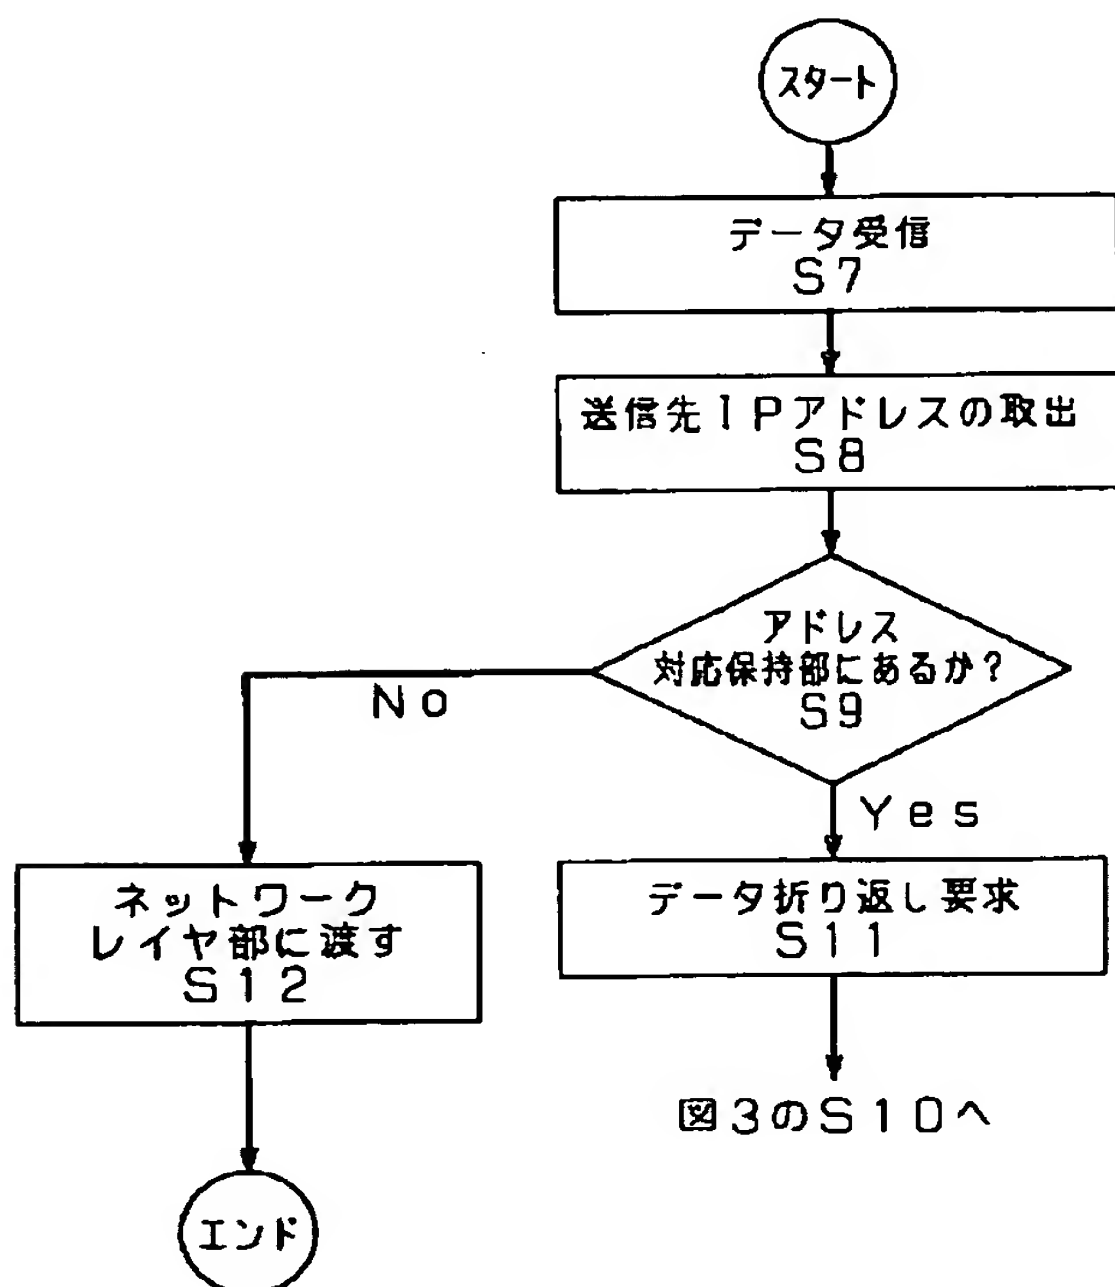 スタート
データ受信
S7
送信先IPアドレスの取出
S8
アドレス
対応保持部にあるか?
S9
No
Yes
ネットワーク
レイヤ部に渡す
S12
データ折り返し要求
S11
図3のS10へ
エンド